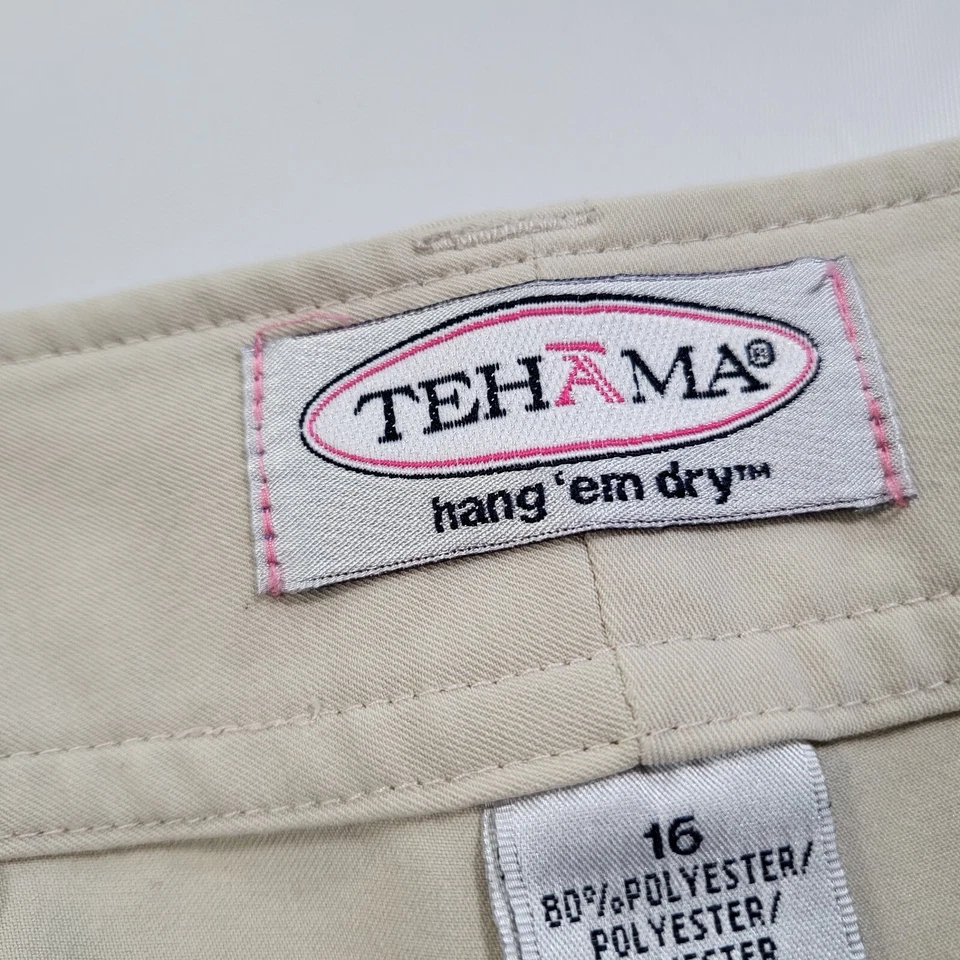 TEHAMA®
hang 'em dry™
16
80%POLYESTER/
POLYESTER/